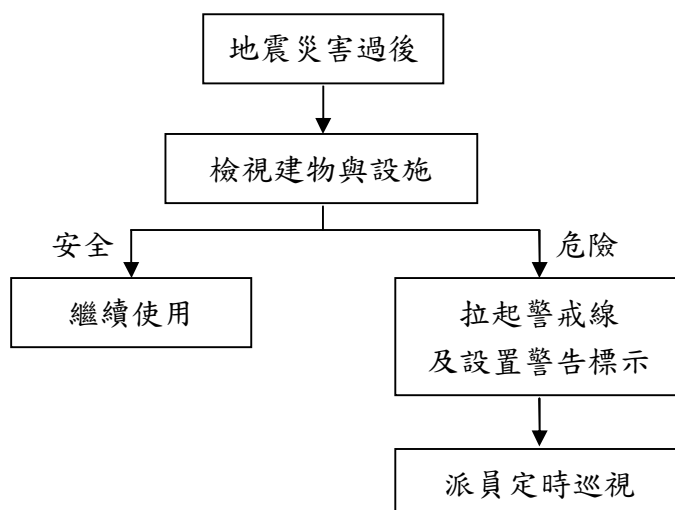 地震災害過後
檢視建物與設施
安全
危險
繼續使用
拉起警戒線
及設置警告標示
派員定時巡視